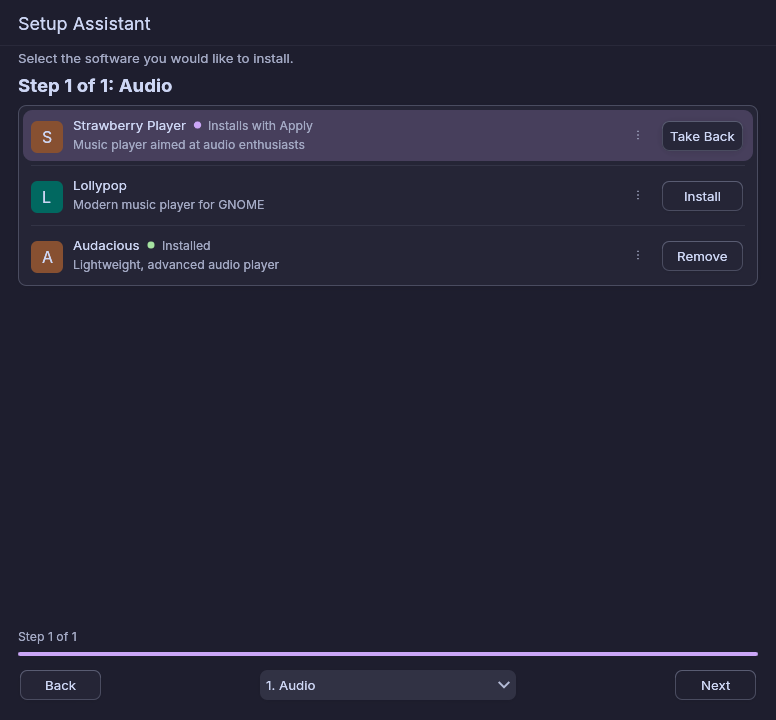 Setup Assistant
Select the software you would like to install.
Step 1 of 1: Audio
S
Strawberry Player
Installs with Apply
Music player aimed at audio enthusiasts
Take Back
L
Lollypop
Modern music player for GNOME
Install
A
Audacious
Installed
Lightweight, advanced audio player
Remove
Step 1 of 1
Back
1. Audio
Next